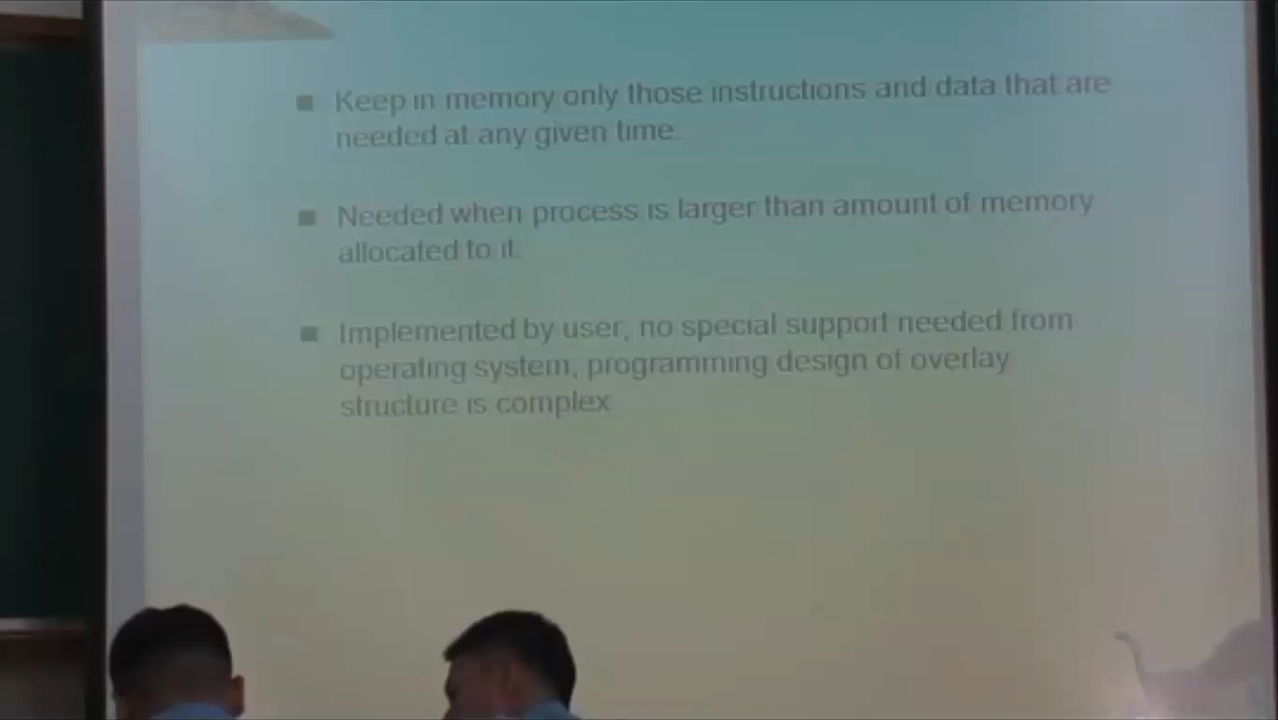 Keep in memory only those instructions and data that are
needed at any given time.
Needed when process is larger than amount of memory
allocated to it.
Implemented by user, no special support needed from
operating system, programming design of overlay
structure is complex